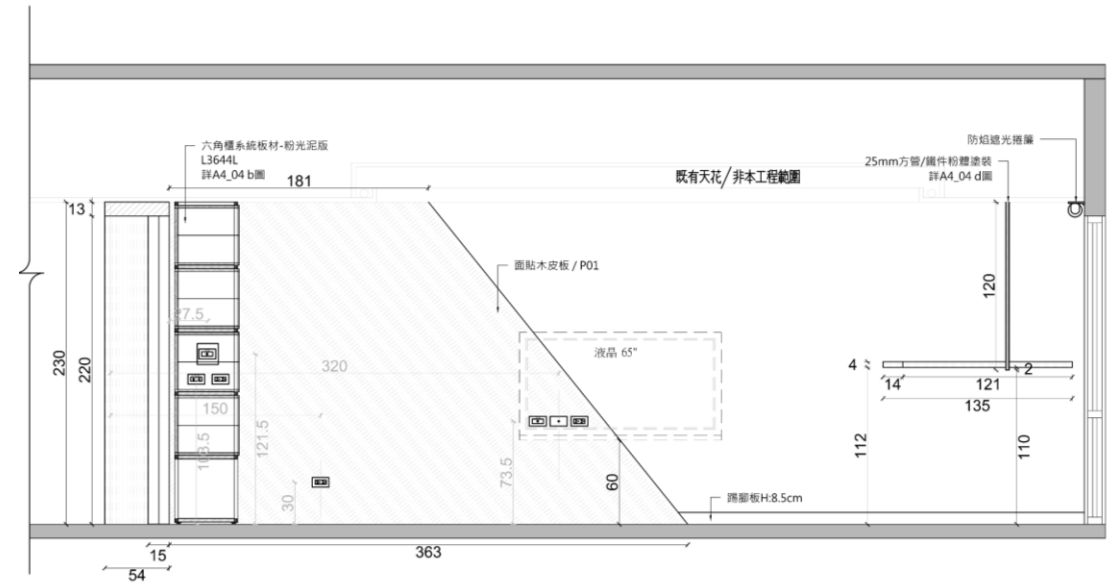 防焰遮光捲簾
六角櫃系統板材-粉光泥版
L3644L
詳A4_04 b圖
25mm方管/鐵件粉體塗裝
詳A4_04 d圖
既有天花/非本工程範圍
181
13
面貼木皮板 / P01
120
27.5
230
220
液晶 65"
320
4
2
14
121
135
150
103.5
121.5
73.5
60
112
110
30
踢腳板H:8.5cm
15
363
54